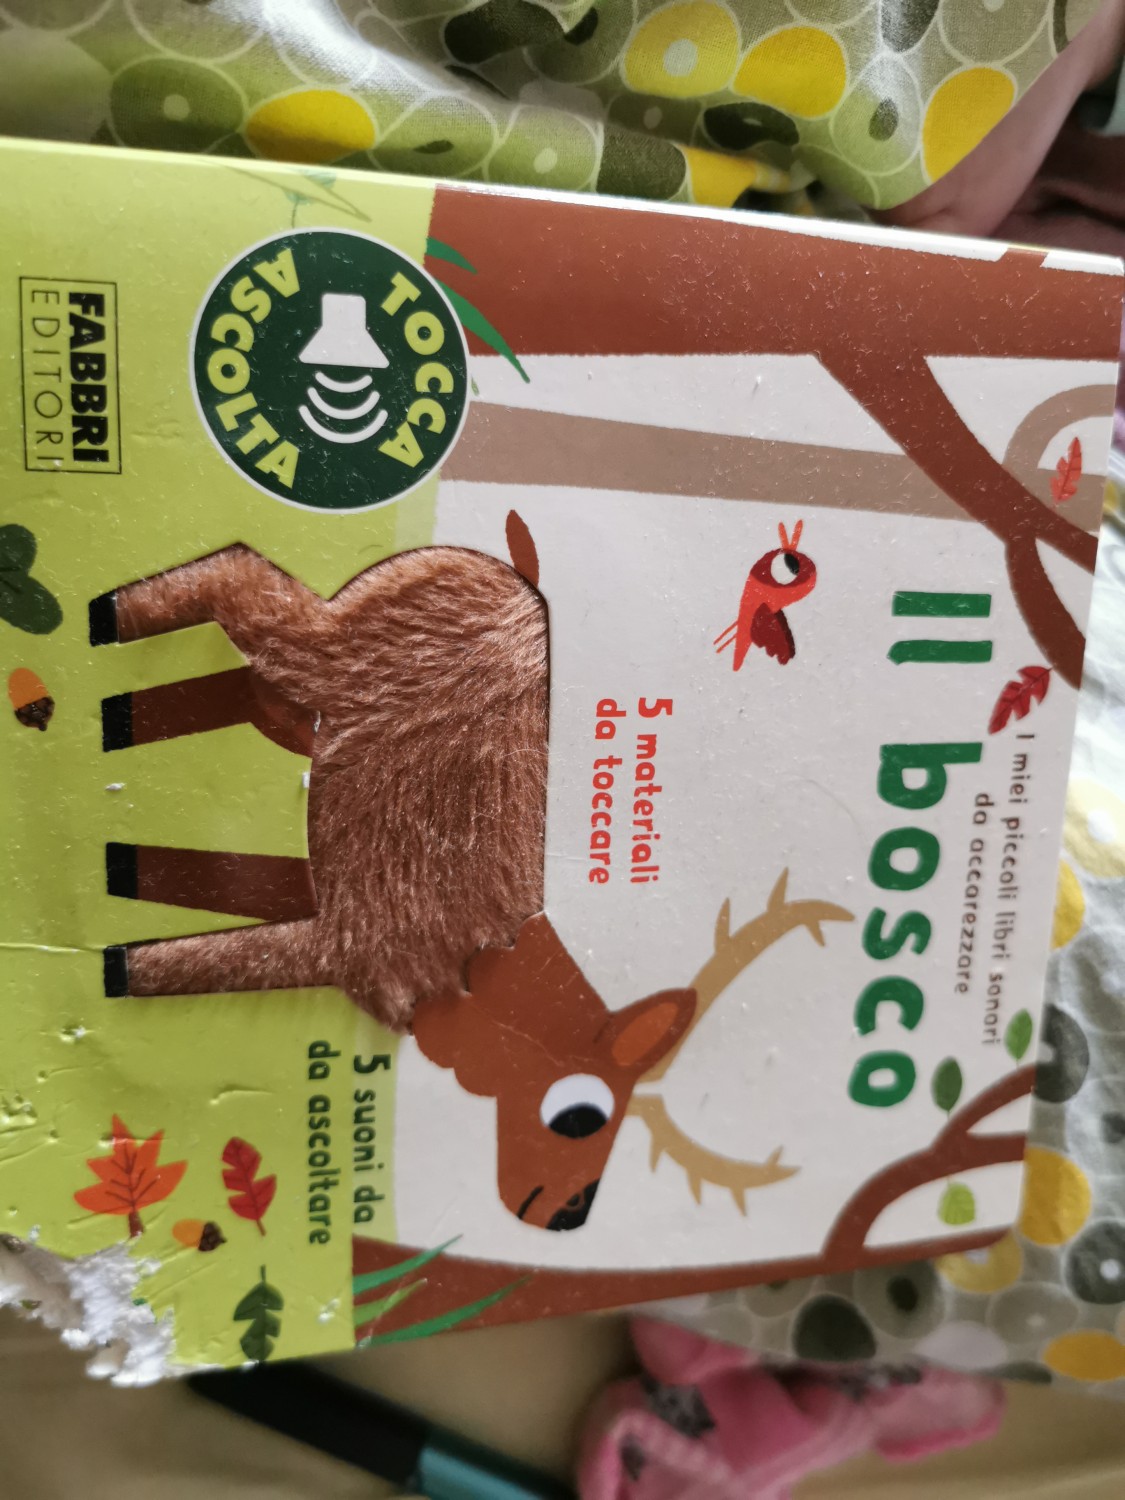 I miei piccoli libri sonori
da accarezzare
Il bosco
5 materiali
da toccare
TOCCA
ASCOLTA
5 suoni da
da ascoltare
FABBRI
EDITORI